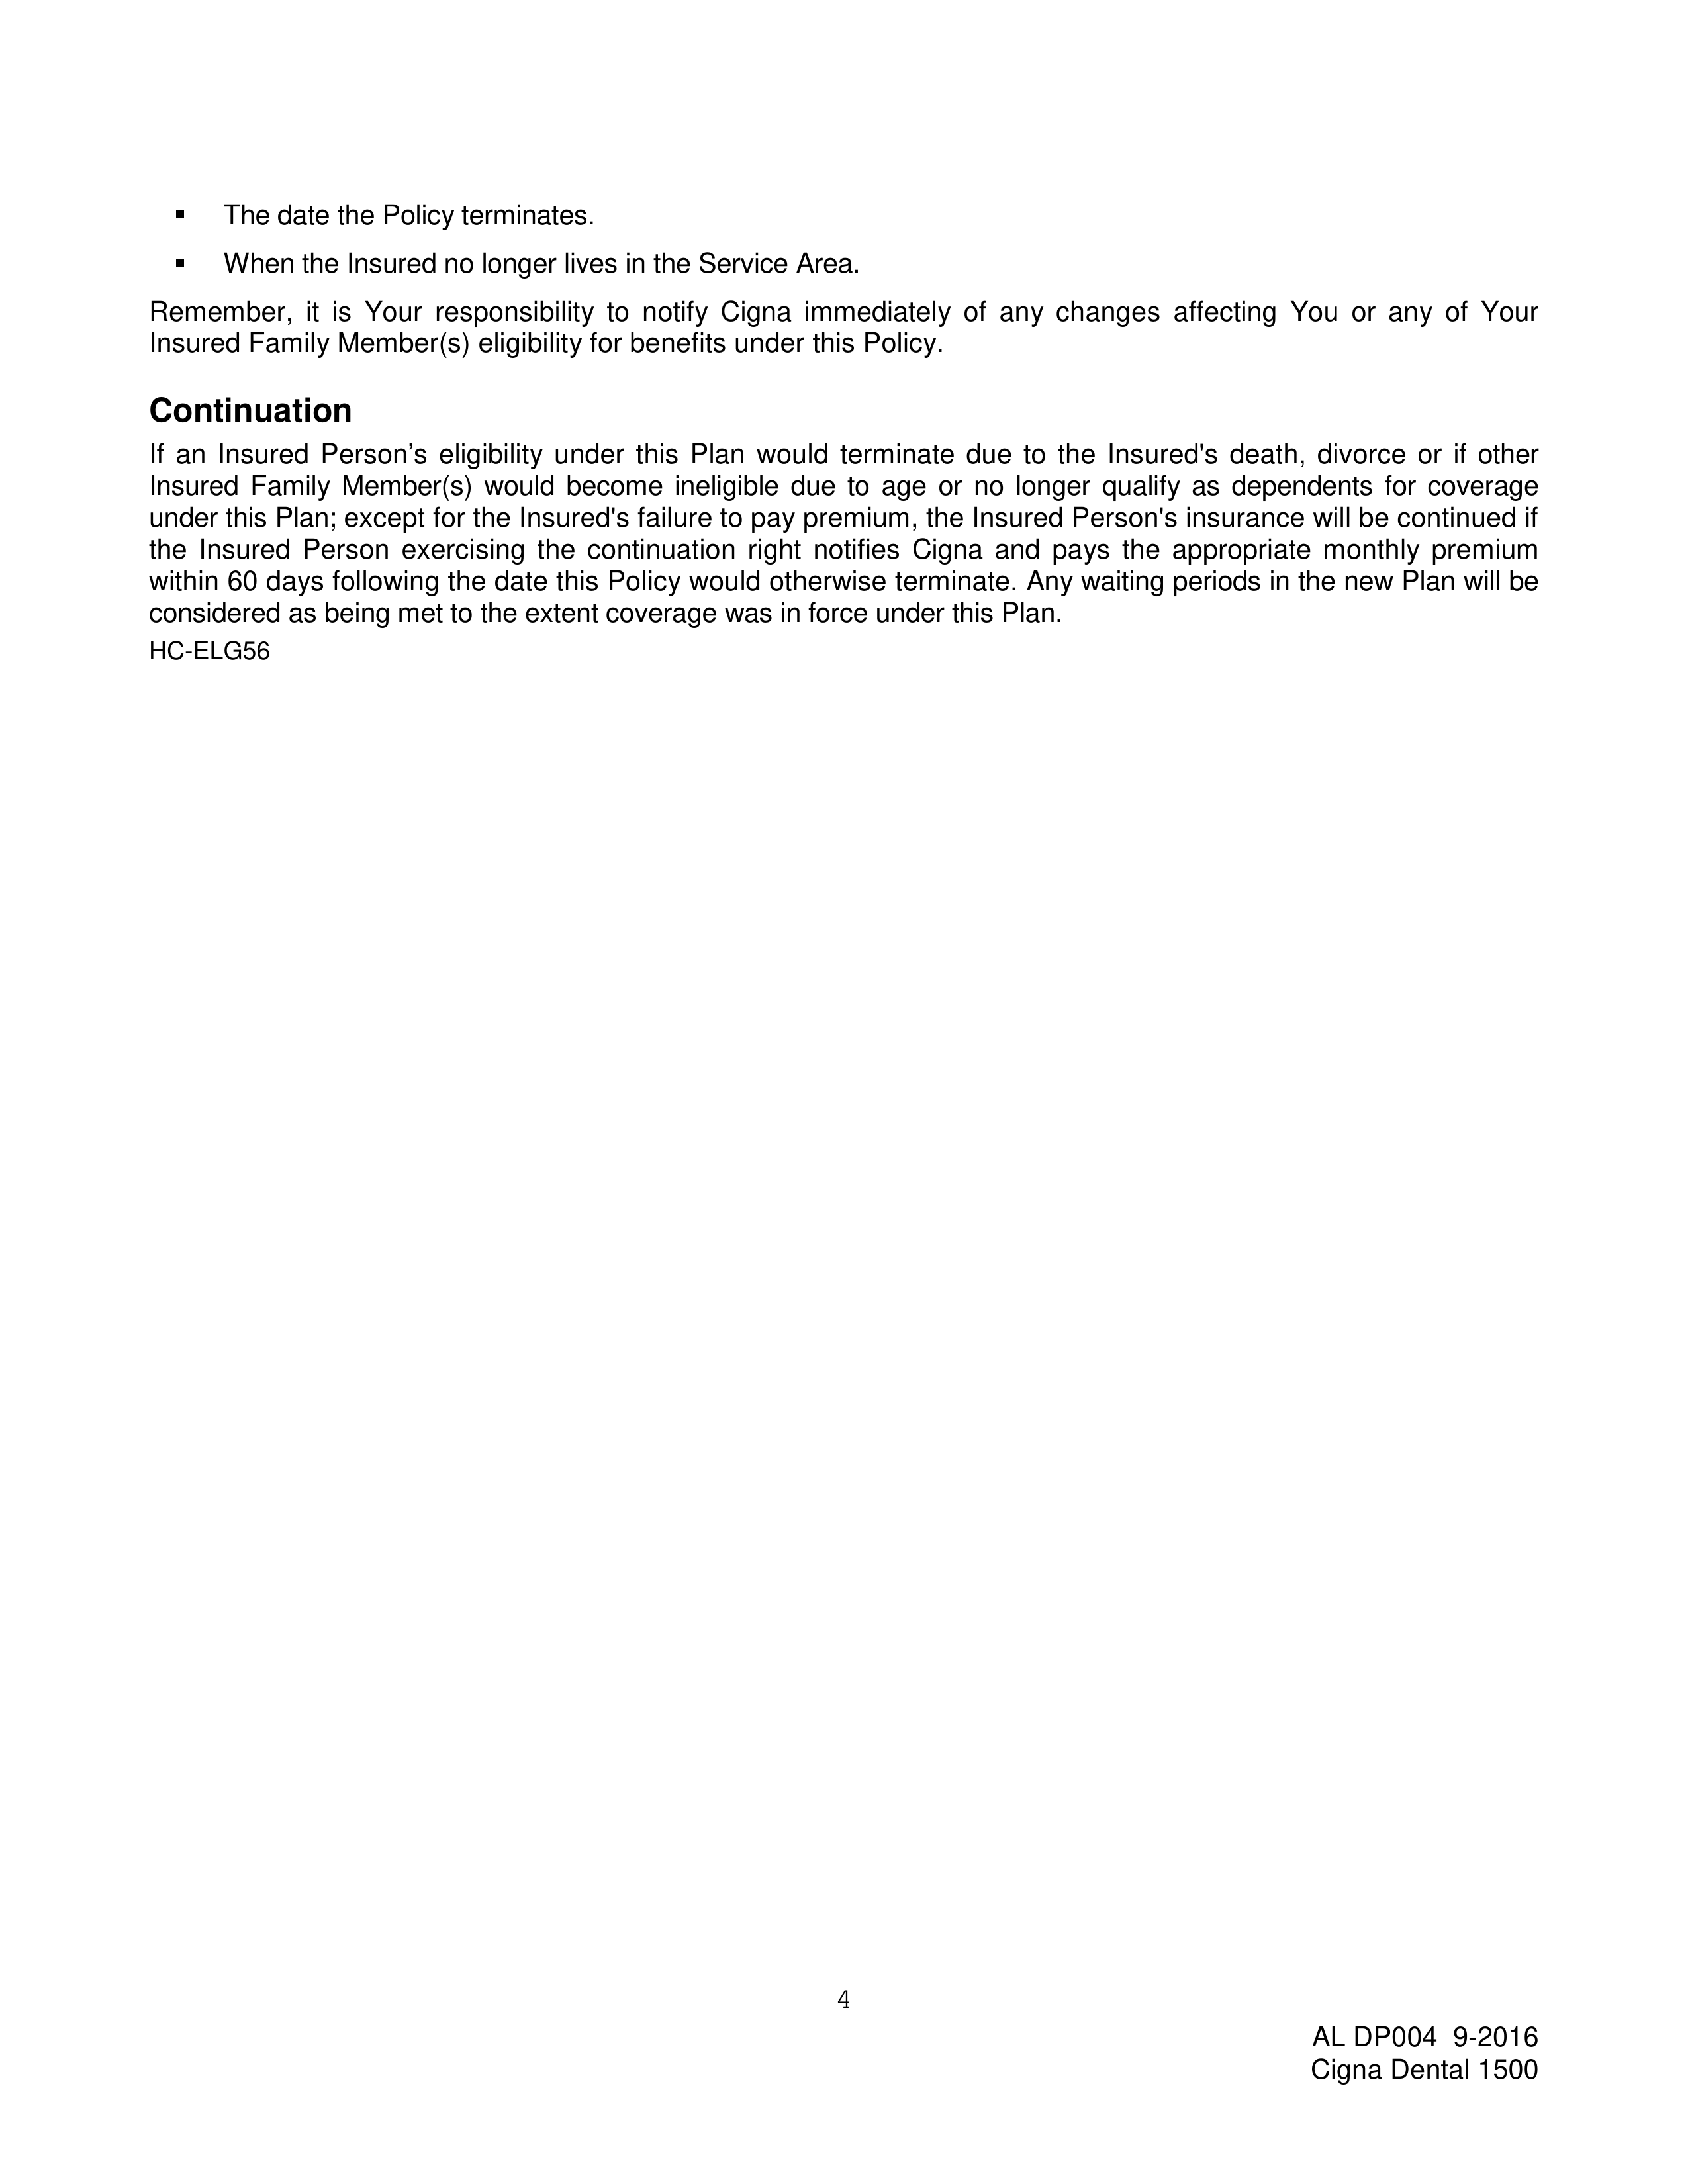 ▪ The date the Policy terminates.
▪ When the Insured no longer lives in the Service Area.
Remember, it is Your responsibility to notify Cigna immediately of any changes affecting You or any of Your
Insured Family Member(s) eligibility for benefits under this Policy.
Continuation
If an Insured Person’s eligibility under this Plan would terminate due to the Insured's death, divorce or if other
Insured Family Member(s) would become ineligible due to age or no longer qualify as dependents for coverage
under this Plan; except for the Insured's failure to pay premium, the Insured Person's insurance will be continued if
the Insured Person exercising the continuation right notifies Cigna and pays the appropriate monthly premium
within 60 days following the date this Policy would otherwise terminate. Any waiting periods in the new Plan will be
considered as being met to the extent coverage was in force under this Plan.
HC-ELG56
4
AL DP004  9-2016
Cigna Dental 1500